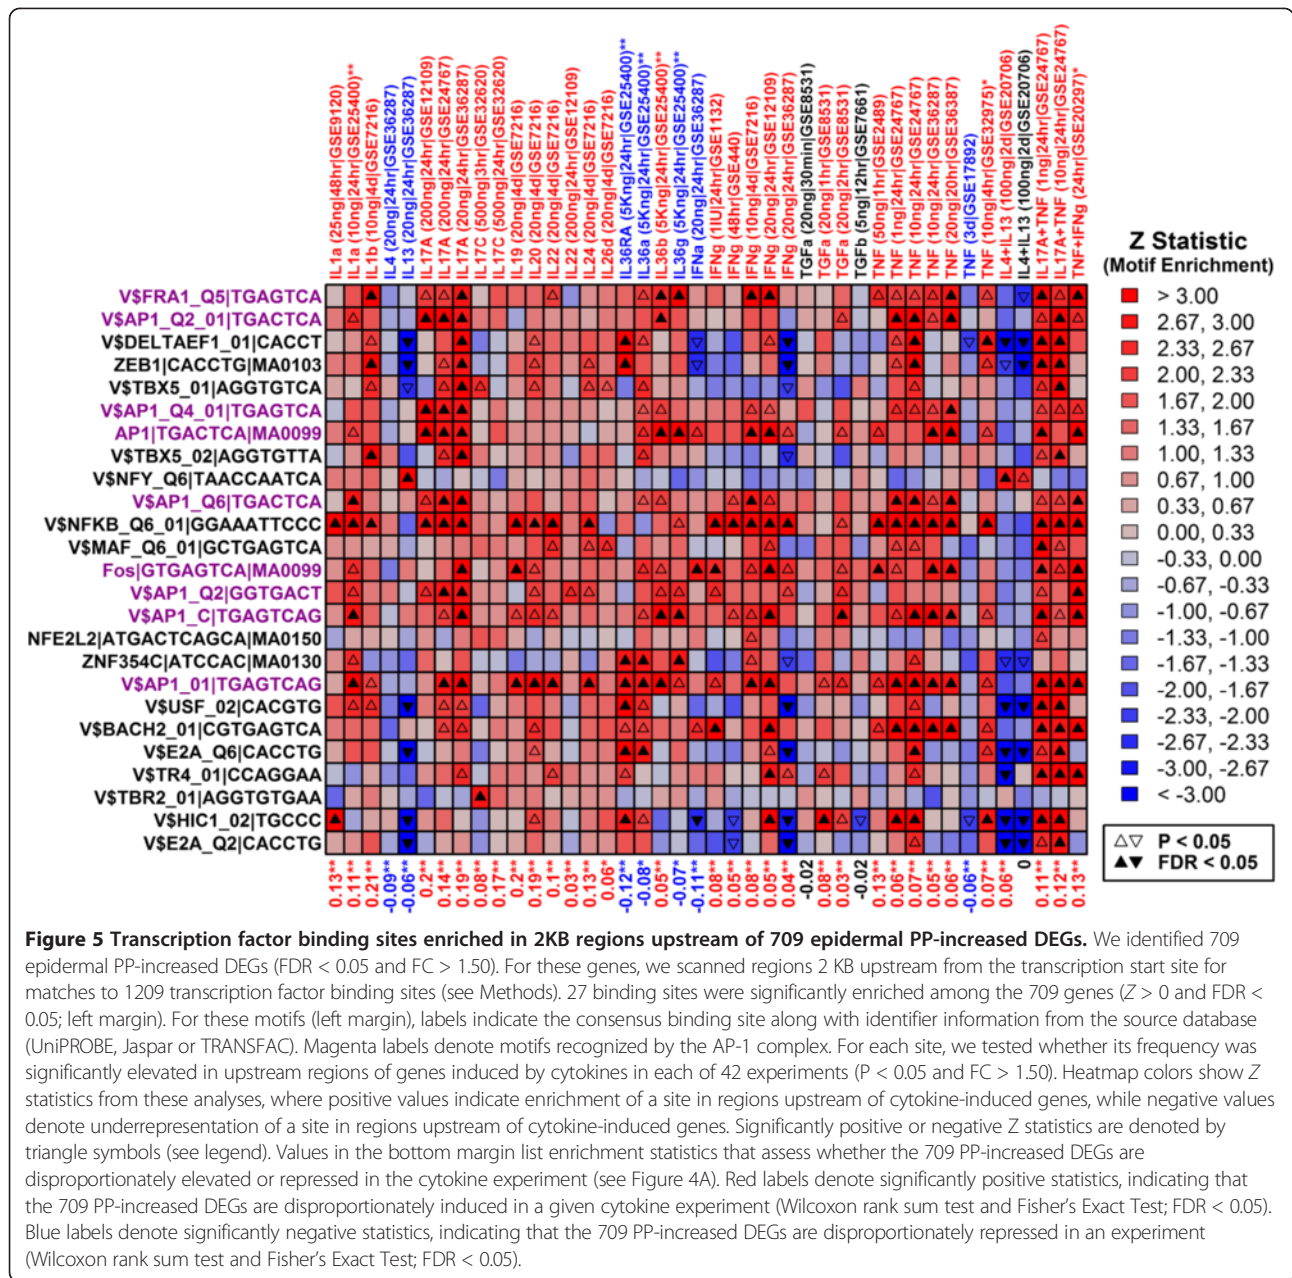 IL1a (25ng|48hr|GSE9120)
IL1a (10ng|24hr|GSE25400)**
IL1b (10ng|4d|GSE7216)
IL4 (20ng|24hr|GSE36287)
IL13 (20ng|24hr|GSE36287)
IL17A (200ng|24hr|GSE12109)
IL17A (200ng|24hr|GSE24767)
IL17A (20ng|24hr|GSE36287)
IL17C (500ng|3hr|GSE32620)
IL17C (500ng|24hr|GSE32620)
IL19 (20ng|4d|GSE7216)
IL20 (20ng|4d|GSE7216)
IL22 (20ng|4d|GSE7216)
IL22 (200ng|24hr|GSE12109)
IL24 (20ng|4d|GSE7216)
IL26d (20ng|4d|GSE7216)
IL36RA (5Kng|24hr|GSE25400)**
IL36a (5Kng|24hr|GSE25400)**
IL36b (5Kng|24hr|GSE25400)**
IL36g (5Kng|24hr|GSE25400)**
IFNa (20ng|24hr|GSE36287)
IFNg (1IU|24hr|GSE1132)
IFNg (48hr|GSE440)
IFNg (10ng|4d|GSE7216)
IFNg (20ng|24hr|GSE12109)
IFNg (20ng|24hr|GSE36287)
TGFa (20ng|30min|GSE8531)
TGFa (20ng|1hr|GSE8531)
TGFa (20ng|2hr|GSE8531)
TGFb (5ng|12hr|GSE7661)
TNF (50ng|1hr|GSE2489)
TNF (1ng|24hr|GSE24767)
TNF (10ng|24hr|GSE24767)
TNF (10ng|24hr|GSE36287)
TNF (20ng|20hr|GSE36387)
TNF (3d|GSE17892)
TNF (10ng|4hr|GSE32975)*
IL4+IL13 (100ng|2d|GSE20706)
IL4+IL13 (100ng|2d|GSE20706)
IL17A+TNF (1ng|24hr|GSE24767)
IL17A+TNF (10ng|24hr|GSE24767)
TNF+IFNg (24hr|GSE20297)*
V$FRA1_Q5|TGAGTCA
V$AP1_Q2_01|TGACTCA
V$DELTAEF1_01|CACCT
ZEB1|CACCTG|MA0103
V$TBX5_01|AGGTGTCA
V$AP1_Q4_01|TGAGTCA
AP1|TGACTCA|MA0099
V$TBX5_02|AGGTGTTA
V$NFY_Q6|TAACCAATCA
V$AP1_Q6|TGACTCA
V$NFKB_Q6_01|GGAAATTCCC
V$MAF_Q6_01|GCTGAGTCA
Fos|GTGAGTCA|MA0099
V$AP1_Q2|GGTGACT
V$AP1_C|TGAGTCAG
NFE2L2|ATGACTCAGCA|MA0150
ZNF354C|ATCCAC|MA0130
V$AP1_01|TGAGTCAG
V$USF_02|CACGTG
V$BACH2_01|CGTGAGTCA
V$E2A_Q6|CACCTG
V$TR4_01|CCAGGAA
V$TBR2_01|AGGTGTGAA
V$HIC1_02|TGCCC
V$E2A_Q2|CACCTG
0.13**
0.11**
0.21**
-0.09**
-0.06**
0.2**
0.14**
0.19**
0.08**
0.17**
0.2**
0.19**
0.1**
0.03**
0.13**
0.06*
-0.12**
-0.08*
0.05**
-0.07*
-0.11**
0.08**
0.05**
0.08**
0.05**
0.04**
-0.02
0.08**
0.03**
-0.02
0.13**
0.06**
0.07**
0.05**
0.06**
-0.06**
0.07**
0.06**
0
0.11**
0.12**
0.13**
Z Statistic
(Motif Enrichment)
> 3.00
2.67, 3.00
2.33, 2.67
2.00, 2.33
1.67, 2.00
1.33, 1.67
1.00, 1.33
0.67, 1.00
0.33, 0.67
0.00, 0.33
-0.33, 0.00
-0.67, -0.33
-1.00, -0.67
-1.33, -1.00
-1.67, -1.33
-2.00, -1.67
-2.33, -2.00
-2.67, -2.33
-3.00, -2.67
< -3.00
△▽ P < 0.05
▲▼ FDR < 0.05
Figure 5 Transcription factor binding sites enriched in 2KB regions upstream of 709 epidermal PP-increased DEGs. We identified 709
epidermal PP-increased DEGs (FDR < 0.05 and FC > 1.50). For these genes, we scanned regions 2 KB upstream from the transcription start site for
matches to 1209 transcription factor binding sites (see Methods). 27 binding sites were significantly enriched among the 709 genes (Z > 0 and FDR <
0.05; left margin). For these motifs (left margin), labels indicate the consensus binding site along with identifier information from the source database
(UniPROBE, Jaspar or TRANSFAC). Magenta labels denote motifs recognized by the AP-1 complex. For each site, we tested whether its frequency was
significantly elevated in upstream regions of genes induced by cytokines in each of 42 experiments (P < 0.05 and FC > 1.50). Heatmap colors show Z
statistics from these analyses, where positive values indicate enrichment of a site in regions upstream of cytokine-induced genes, while negative values
denote underrepresentation of a site in regions upstream of cytokine-induced genes. Significantly positive or negative Z statistics are denoted by
triangle symbols (see legend). Values in the bottom margin list enrichment statistics that assess whether the 709 PP-increased DEGs are
disproportionately elevated or repressed in the cytokine experiment (see Figure 4A). Red labels denote significantly positive statistics, indicating that
the 709 PP-increased DEGs are disproportionately induced in a given cytokine experiment (Wilcoxon rank sum test and Fisher's Exact Test; FDR < 0.05).
Blue labels denote significantly negative statistics, indicating that the 709 PP-increased DEGs are disproportionately repressed in an experiment
(Wilcoxon rank sum test and Fisher's Exact Test; FDR < 0.05).